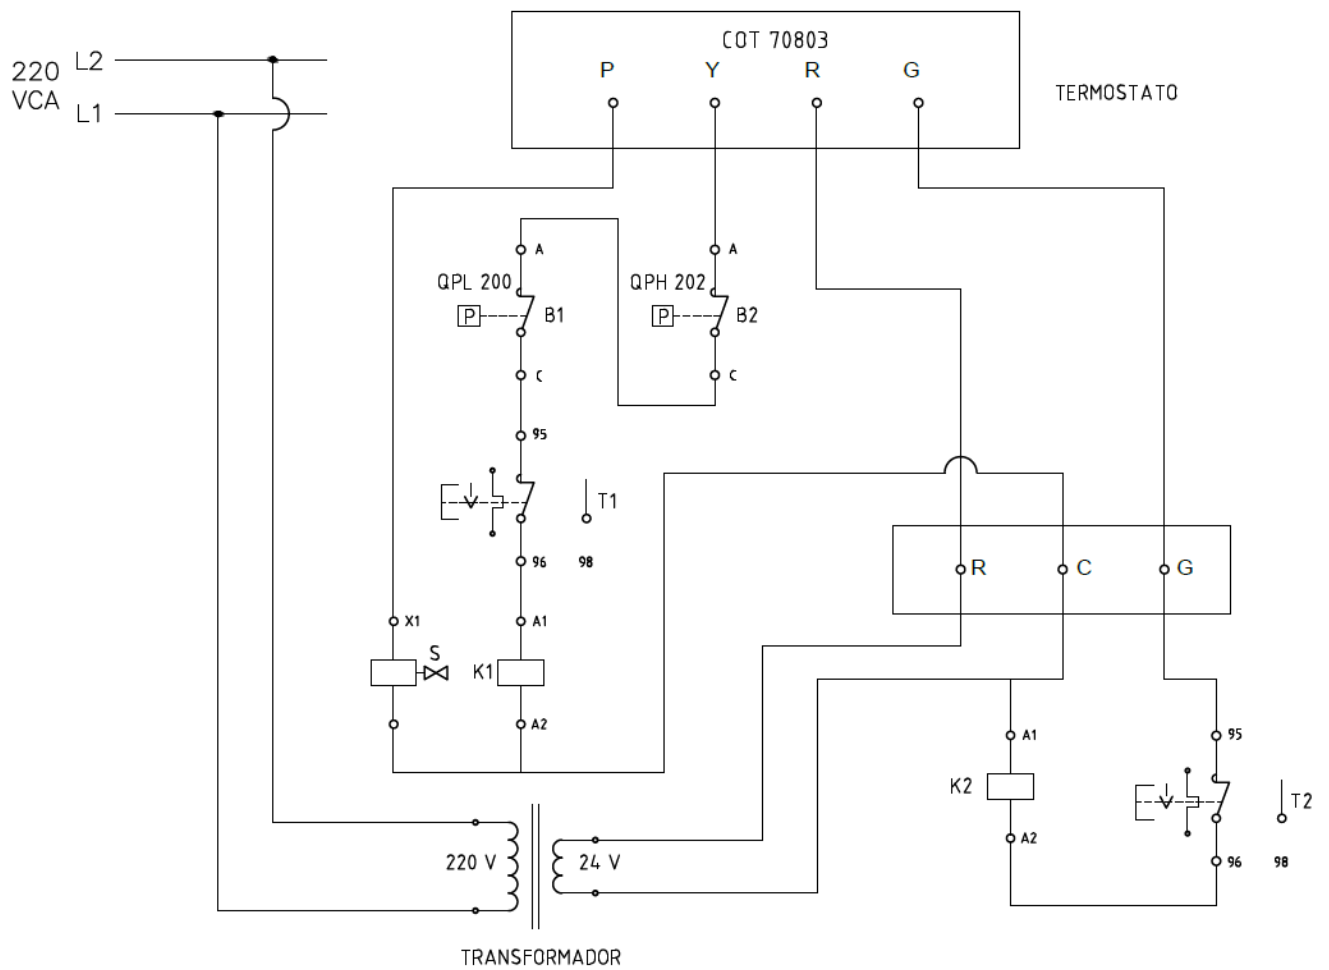 COT 70803
L2
220
VCA
L1
P Y R G
TERMOSTATO
A A
QPL 200 QPH 202
P B1 P B2
C C
95
T1
96 98
R C G
X1 A1
S
K1
A2
A1 95
K2
T2
A2
220 V 24 V
96 98
TRANSFORMADOR